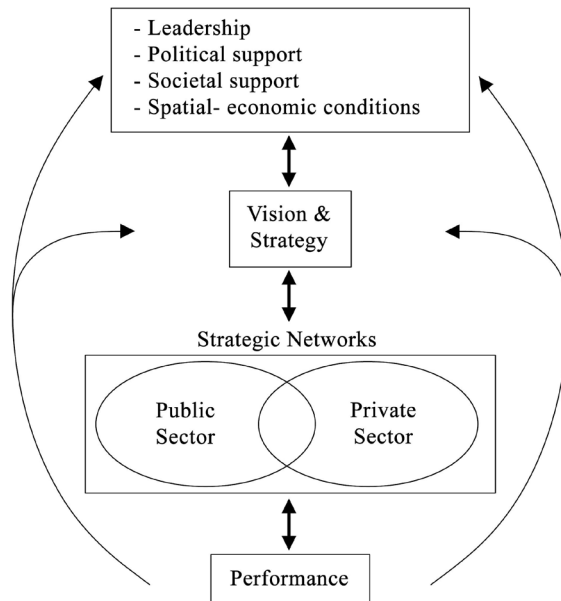 - Leadership
- Political support
- Societal support
- Spatial- economic conditions
Vision &
Strategy
Strategic Networks
Public
Sector
Private
Sector
Performance